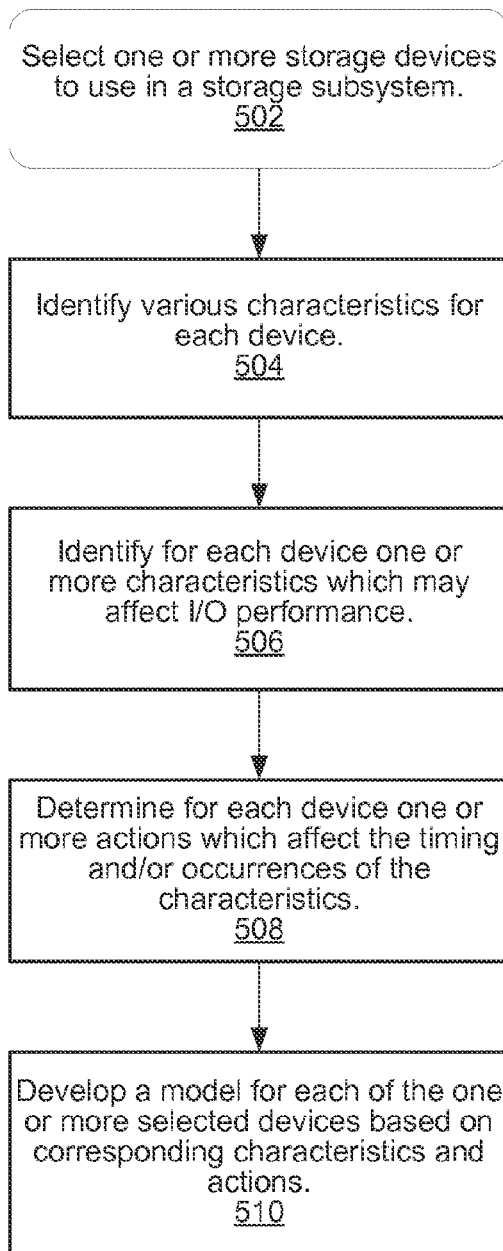 Select one or more storage devices
to use in a storage subsystem.
502
Identify various characteristics for
each device.
504
Identify for each device one or
more characteristics which may
affect I/O performance.
506
Determine for each device one or
more actions which affect the timing
and/or occurrences of the
characteristics.
508
Develop a model for each of the one
or more selected devices based on
corresponding characteristics and
actions.
510